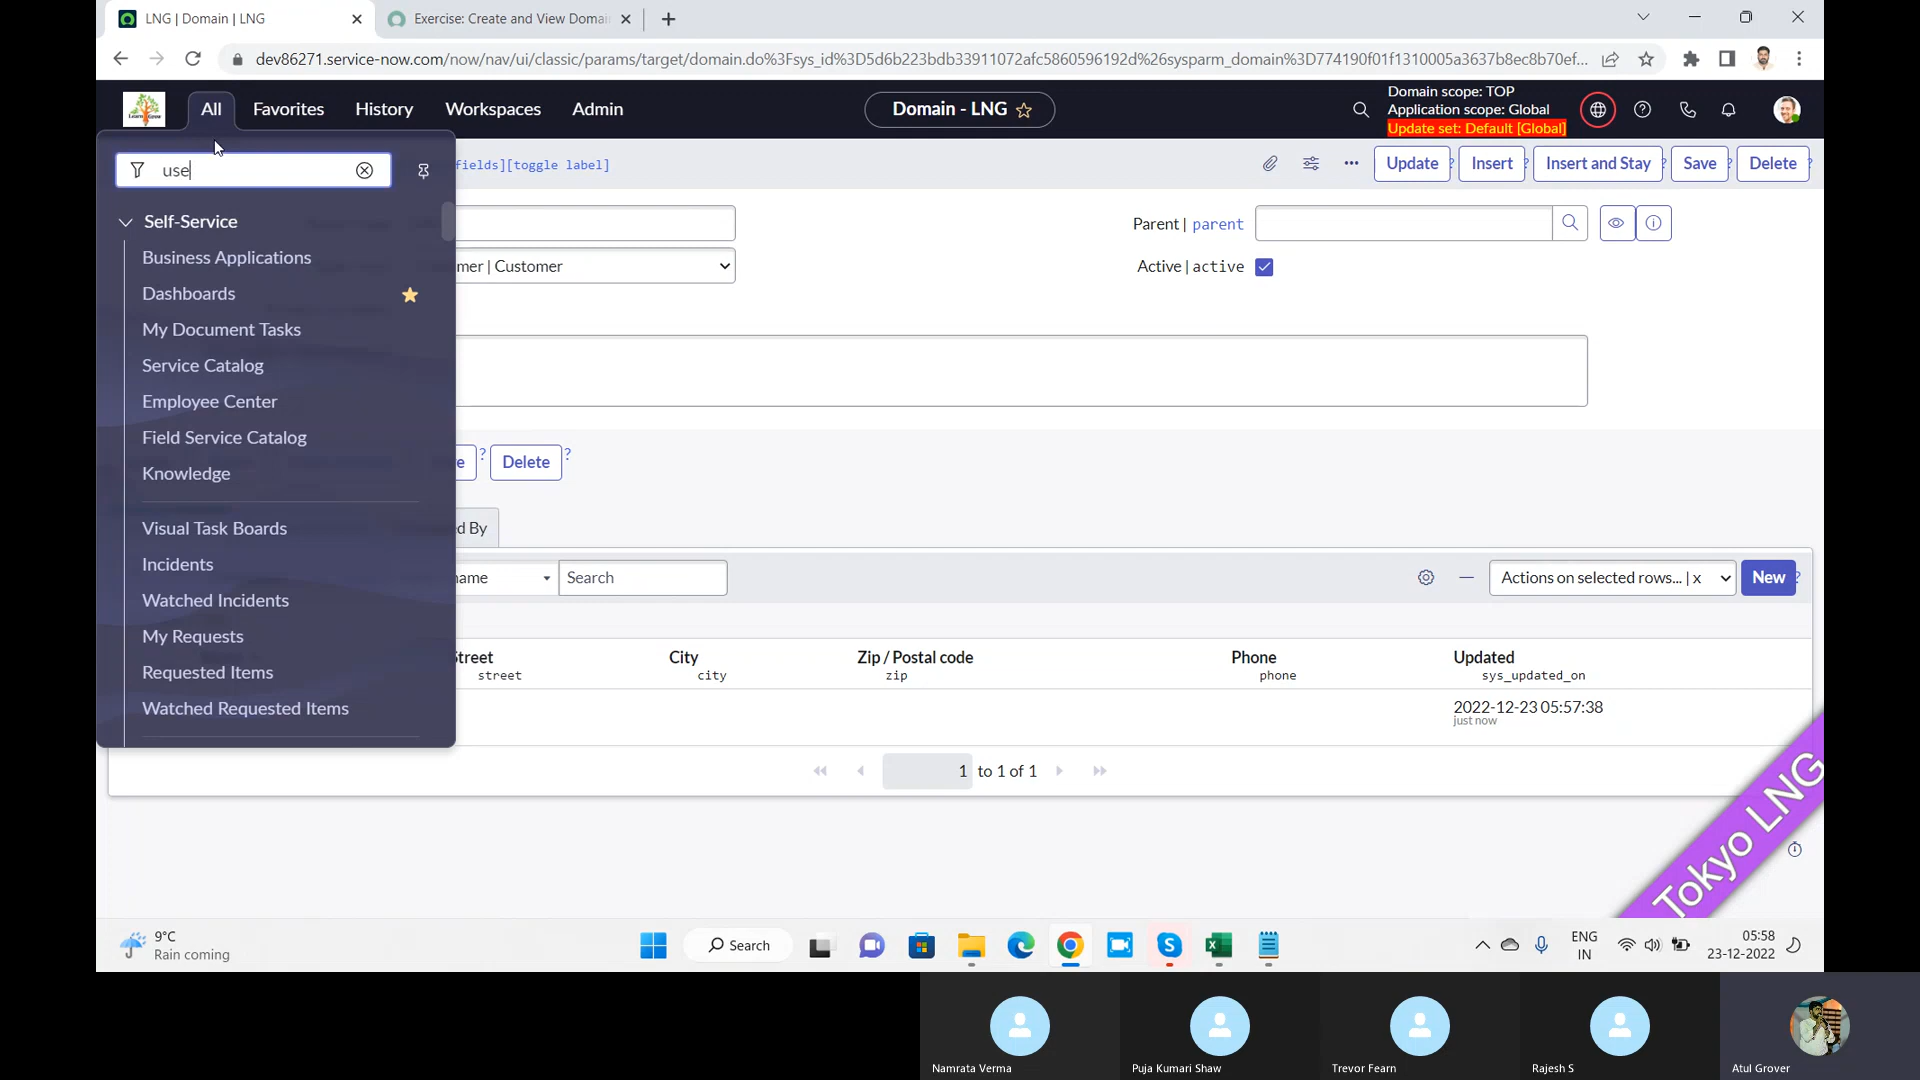 LNG | Domain | LNG
Exercise: Create and View Domai
dev86271.service-now.com/now/nav/ui/classic/params/target/domain.do%3Fsys_id%3D5d6b223bdb33911072afc5860596192d%26sysparm_domain%3D774190f01f1310005a3637b8ec8b70ef...
All
Favorites
History
Workspaces
Admin
Domain - LNG
Domain scope: TOP
Application scope: Global
Update set: Default [Global]
use
fields][toggle label]
Update
?
Insert
?
Insert and Stay
?
Save
?
Delete
?
Self-Service
Business Applications
Dashboards
My Document Tasks
Service Catalog
Employee Center
Field Service Catalog
Knowledge
Visual Task Boards
Incidents
Watched Incidents
My Requests
Requested Items
Watched Requested Items
Parent | parent
mer | Customer
Active | active
e
?
Delete
?
d By
name
Search
Actions on selected rows... | x
New
?
Street
street
City
city
Zip / Postal code
zip
Phone
phone
Updated
sys_updated_on
2022-12-23 05:57:38
just now
1 to 1 of 1
Tokyo LNG
9°C
Rain coming
Search
ENG
IN
05:58
23-12-2022
Namrata Verma
Puja Kumari Shaw
Trevor Fearn
Rajesh S
Atul Grover